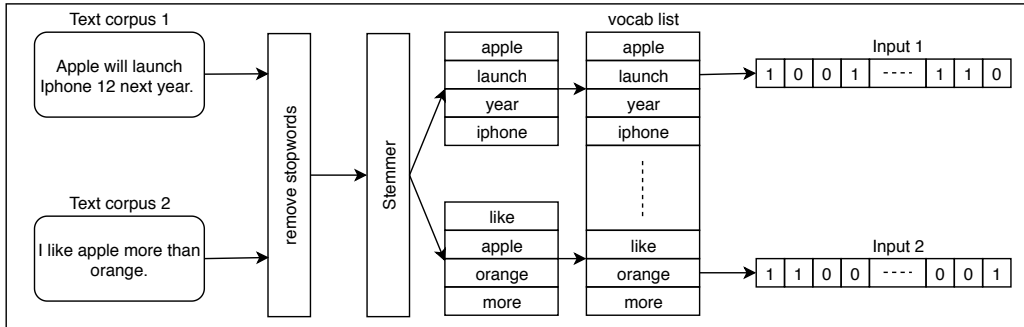 Text corpus 1
Apple will launch
Iphone 12 next year.
Text corpus 2
I like apple more than
orange.
remove stopwords
Stemmer
apple
launch
year
iphone
like
apple
orange
more
vocab list
apple
launch
year
iphone
like
orange
more
Input 1
1 0 0 1 ---- 1 1 0
Input 2
1 1 0 0 ---- 0 0 1